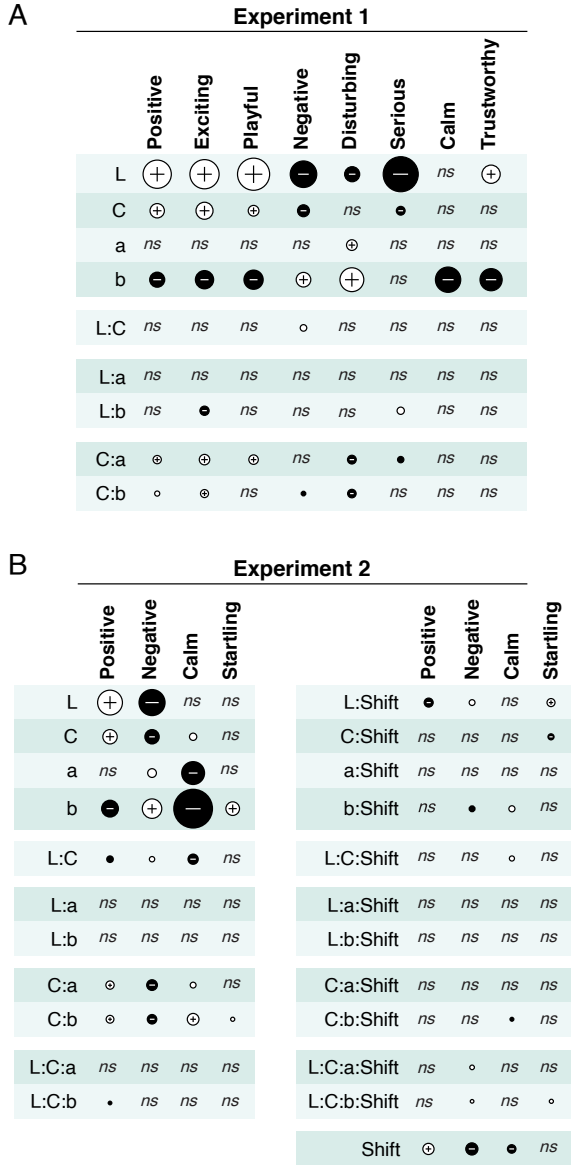 A
Experiment 1
Positive Exciting Playful Negative Disturbing Serious Calm Trustworthy
L + + + − − − ns +
C + + + − ns − ns ns
a ns ns ns ns + ns ns ns
b − − − + + ns − −
L:C ns ns ns ns ns ns ns
L:a ns ns ns ns ns ns ns ns
L:b ns − ns ns ns ns ns
C:a + + + ns − ns ns
C:b + ns − ns ns ns
B
Experiment 2
Positive Negative Calm Startling Positive Negative Calm Startling
L + − ns ns L:Shift − ns +
C + − ns C:Shift ns ns ns −
a ns − ns a:Shift ns ns ns ns
b − + − + b:Shift ns ns
L:C − ns L:C:Shift ns ns ns
L:a ns ns ns ns L:a:Shift ns ns ns ns
L:b ns ns ns ns L:b:Shift ns ns ns ns
C:a + − ns C:a:Shift ns ns ns ns
C:b + − + C:b:Shift ns ns ns
L:C:a ns ns ns ns L:C:a:Shift ns ns ns
L:C:b ns ns ns L:C:b:Shift ns ns
Shift + − − ns